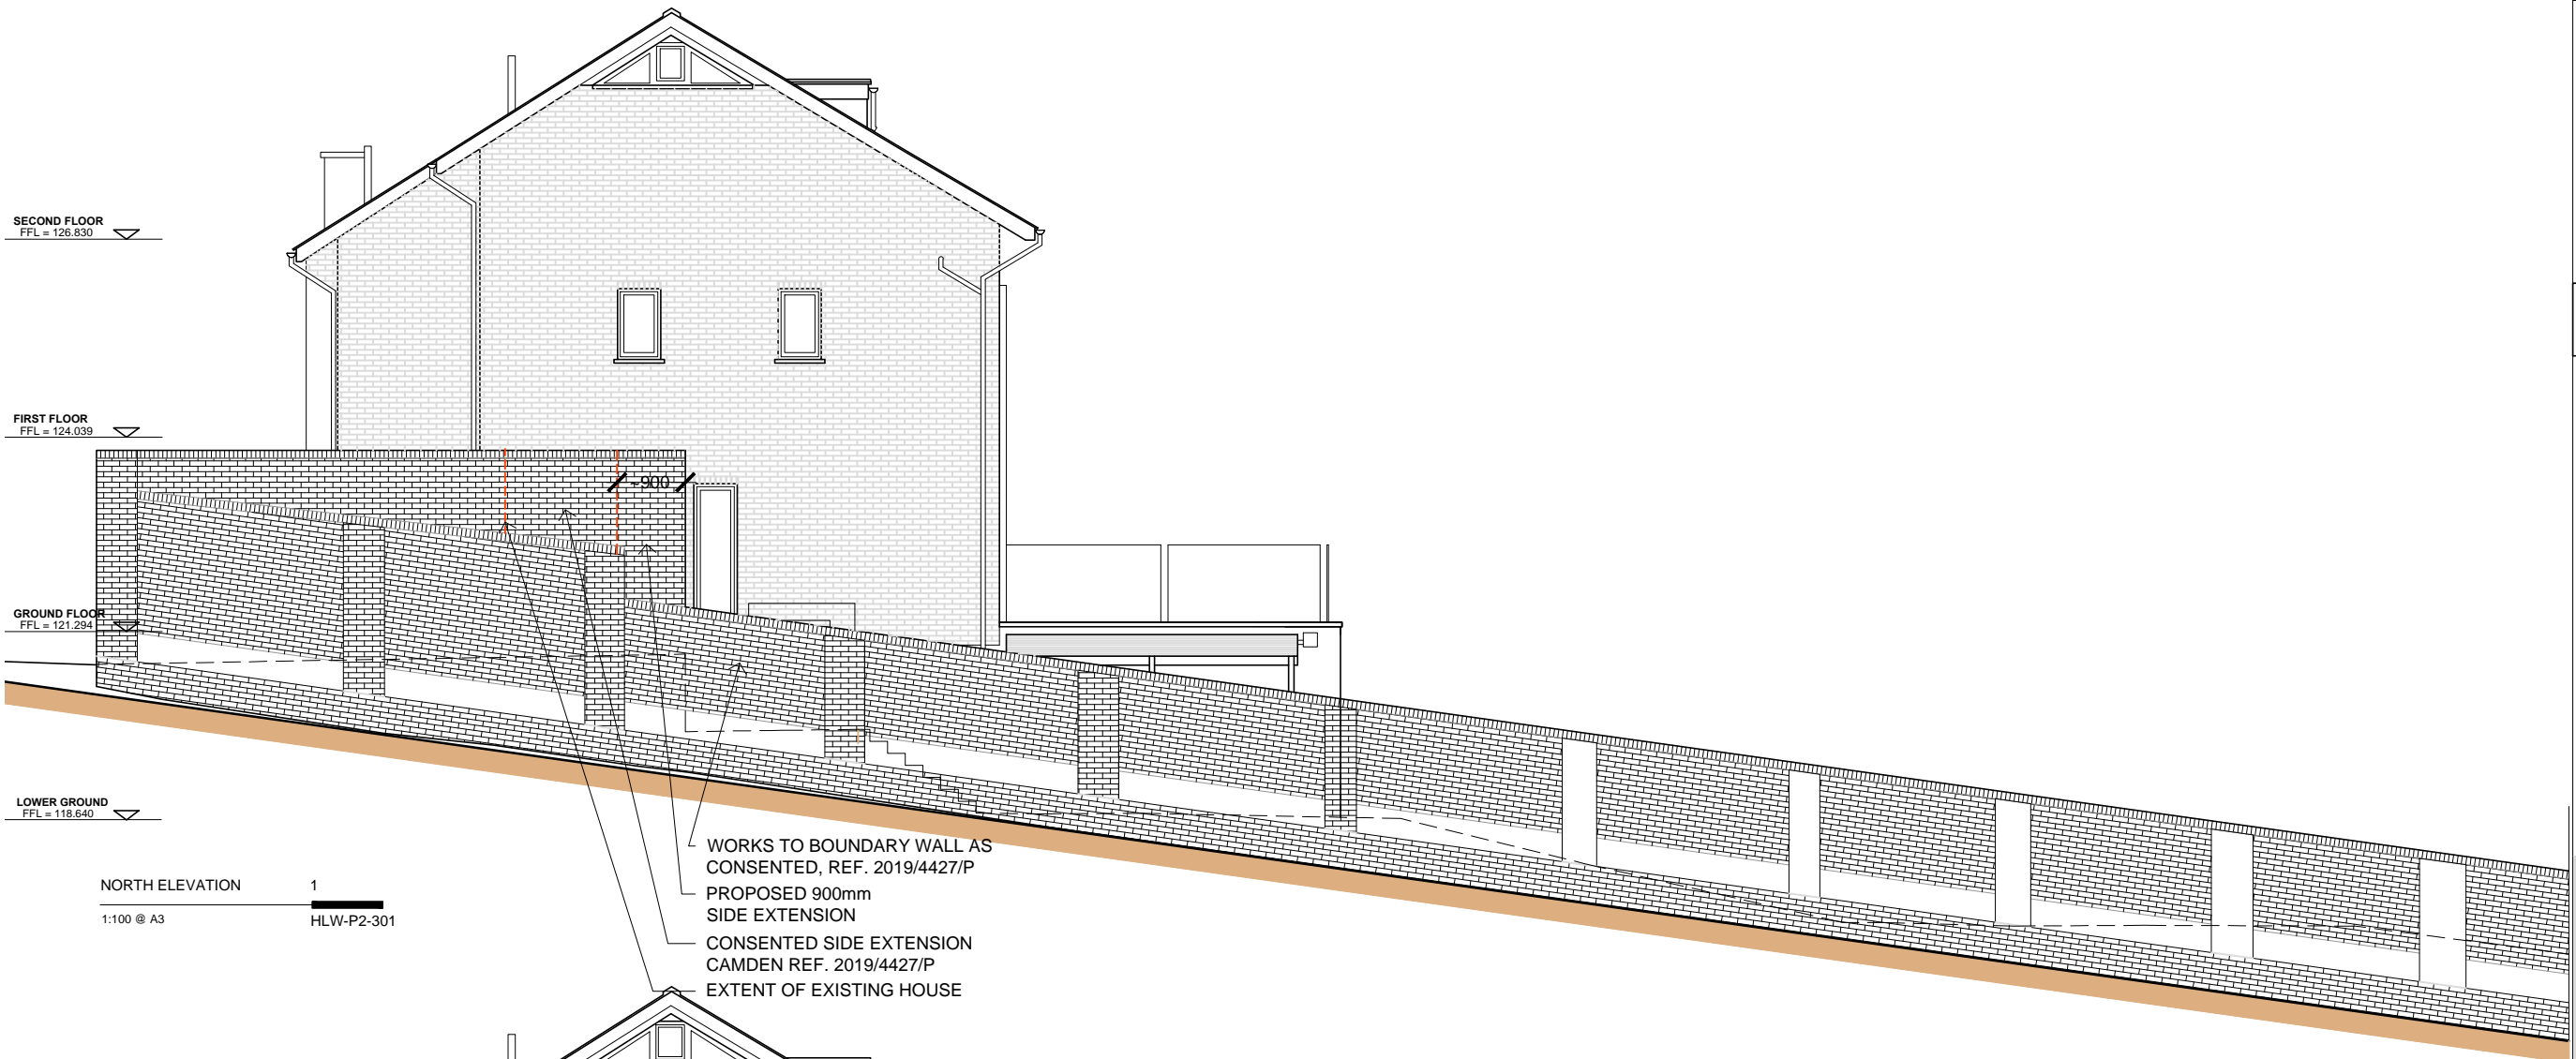 SECOND FLOOR
FFL = 126.830
FIRST FLOOR
FFL = 124.039
~900
GROUND FLOOR
FFL = 121.294
LOWER GROUND
FFL = 118.640
WORKS TO BOUNDARY WALL AS
CONSENTED, REF. 2019/4427/P
PROPOSED 900mm
SIDE EXTENSION
CONSENTED SIDE EXTENSION
CAMDEN REF. 2019/4427/P
EXTENT OF EXISTING HOUSE
NORTH ELEVATION 1
1:100 @ A3 HLW-P2-301